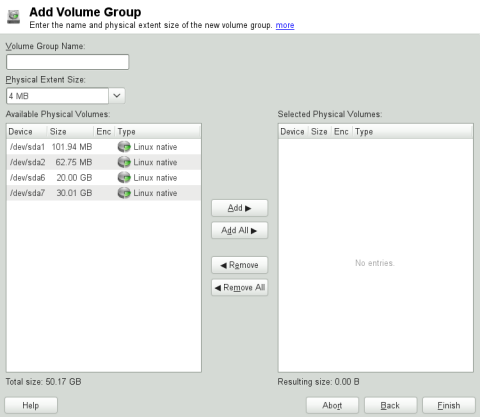 Add Volume Group
Enter the name and physical extent size of the new volume group. more
Volume Group Name:
Physical Extent Size:
4 MB
Available Physical Volumes:
Device Size Enc Type
/dev/sda1 101.94 MB Linux native
/dev/sda2 62.75 MB Linux native
/dev/sda6 20.00 GB Linux native
/dev/sda7 30.01 GB Linux native
Total size: 50.17 GB
Add
Add All
Remove
Remove All
Selected Physical Volumes:
Device Size Enc Type
No entries.
Resulting size: 0.00 B
Help
Abort
Back
Finish